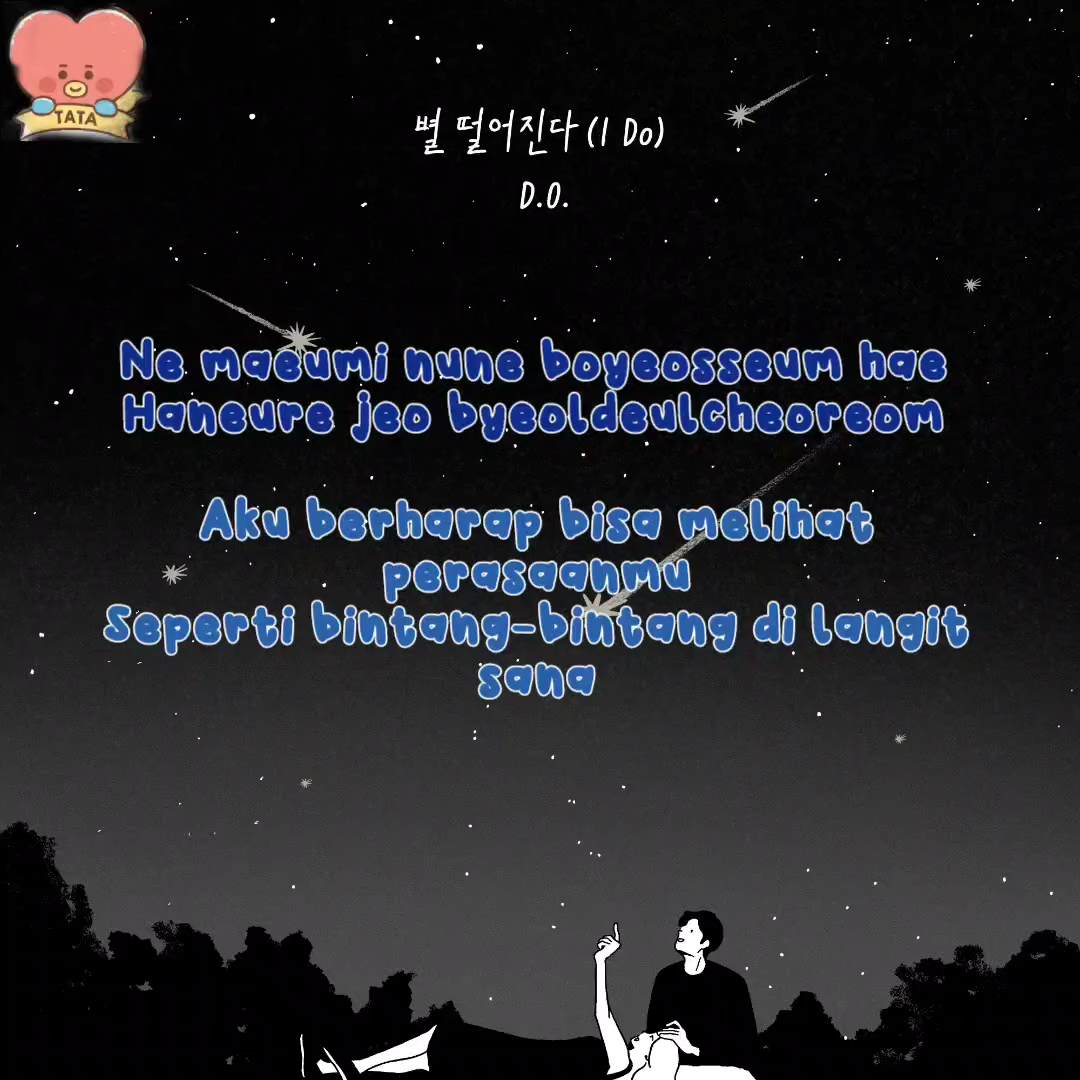 TATA
별 떨어진다 (I Do)
D.O.
Ne maeumi nune boyeosseum hae
Haneure jeo byeoldeulcheoreom
Aku berharap bisa melihat
perasaanmu
Seperti bintang-bintang di langit
sana